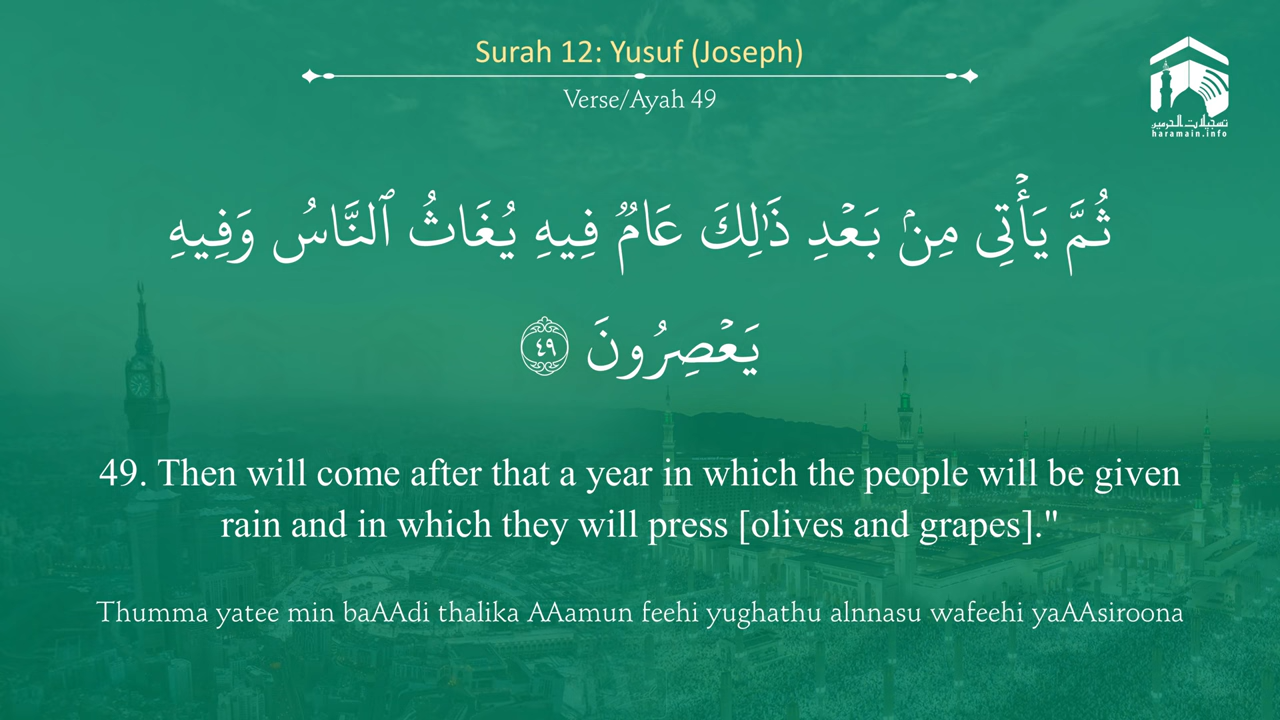 Surah 12: Yusuf (Joseph)
Verse/Ayah 49
تسجيلات الحرمين
haramain.info
ثُمَّ يَأۡتِى مِنۢ بَعۡدِ ذَٰلِكَ عَامٌ فِيهِ يُغَاثُ ٱلنَّاسُ وَفِيهِ
يَعۡصِرُونَ ٤٩
49. Then will come after that a year in which the people will be given
rain and in which they will press [olives and grapes]."
Thumma yatee min baAAdi thalika AAamun feehi yughathu alnnasu wafeehi yaAAsiroona